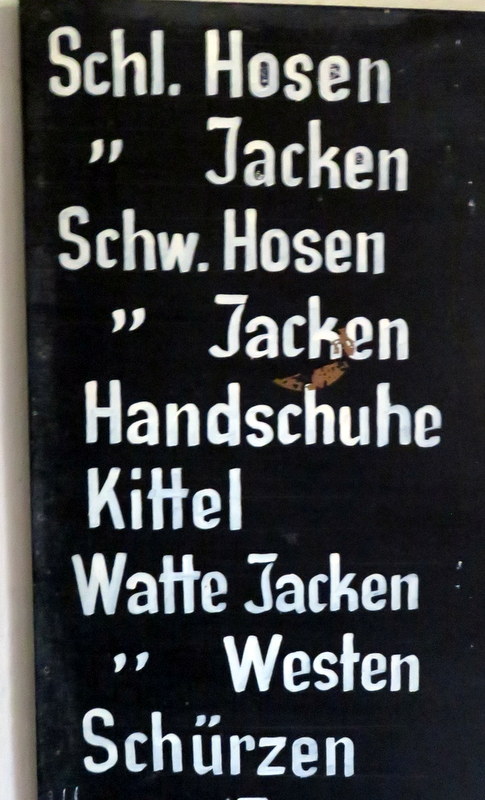 Schl. Hosen
" Jacken
Schw. Hosen
" Jacken
Handschuhe
Kittel
Watte Jacken
" Westen
Schürzen
"